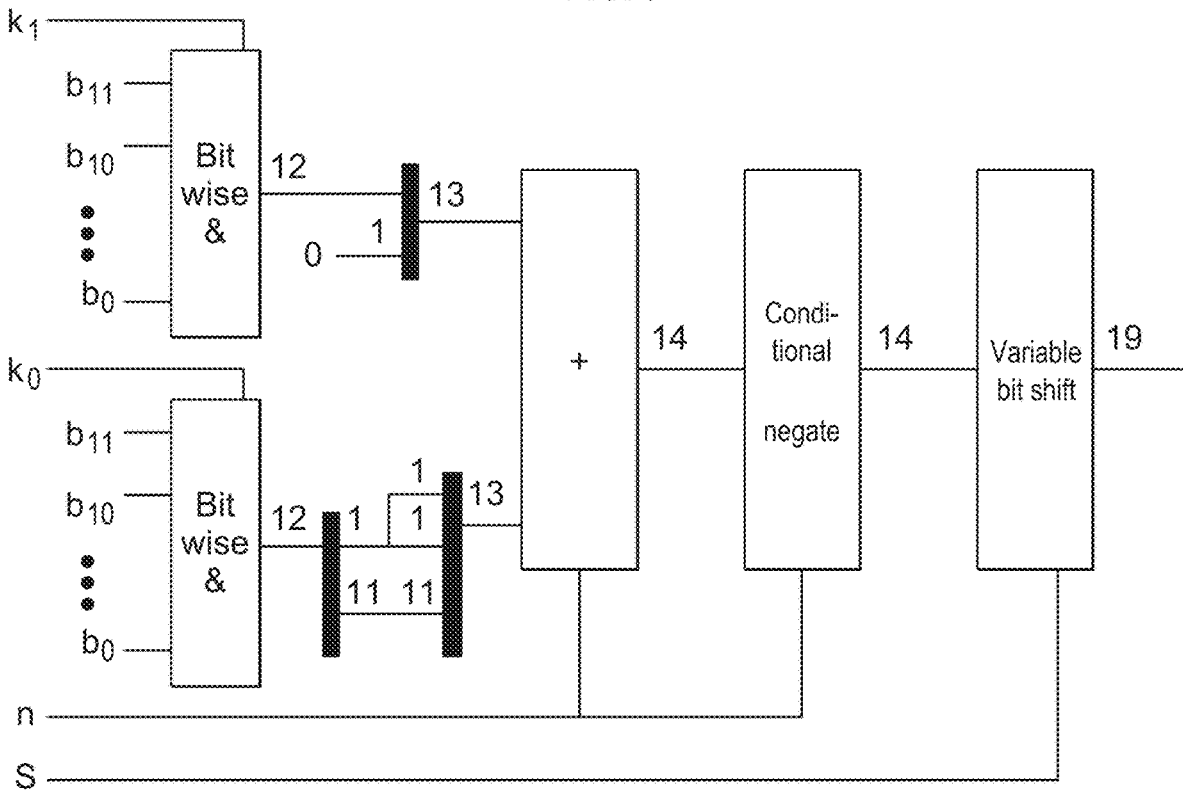 k1
b11
b10
b0
Bit
wise
&
12
0
1
13
k0
b11
b10
b0
Bit
wise
&
12
1
11
1
1
11
13
+
14
Condi-
tional
negate
14
Variable
bit shift
19
n
S